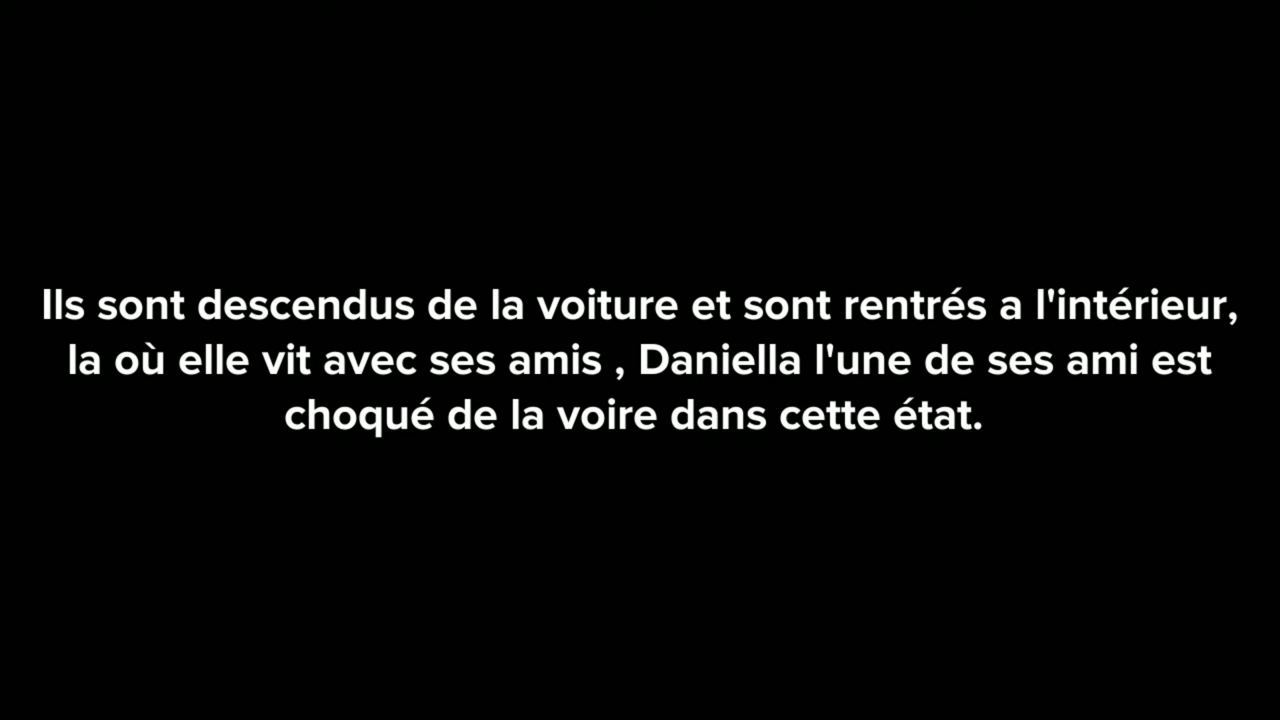 Ils sont descendus de la voiture et sont rentrés a l'intérieur,
la où elle vit avec ses amis , Daniella l'une de ses ami est
choqué de la voire dans cette état.